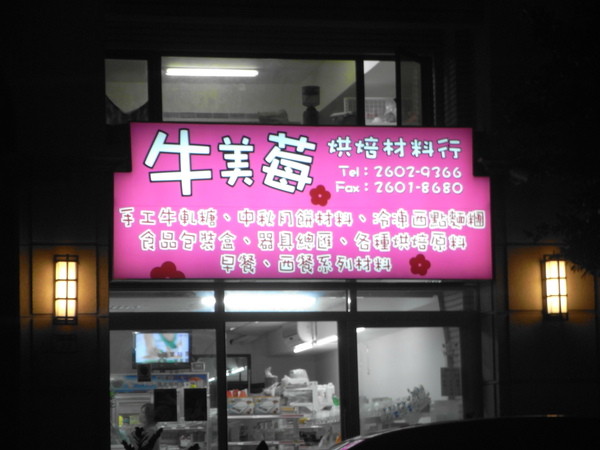 牛美莓 烘焙材料行
Tel：2602-9366
Fax：2601-8680
手工牛軋糖、中秋月餅材料、冷凍西點麵糰
食品包裝盒、器具總匯、各種烘焙原料
早餐、西餐系列材料